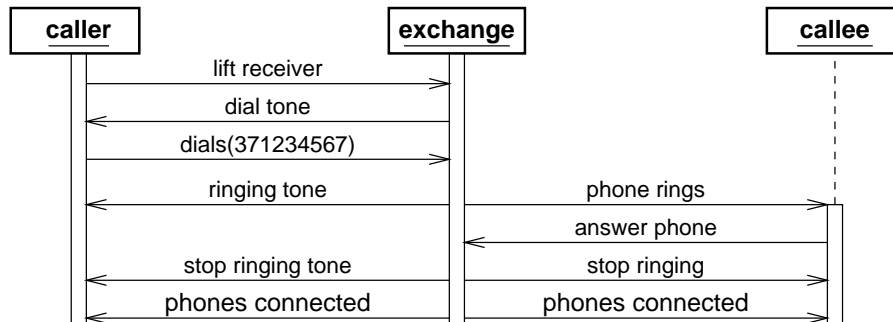 caller
exchange
callee
lift receiver
dial tone
dials(371234567)
ringing tone
phone rings
answer phone
stop ringing tone
stop ringing
phones connected
phones connected